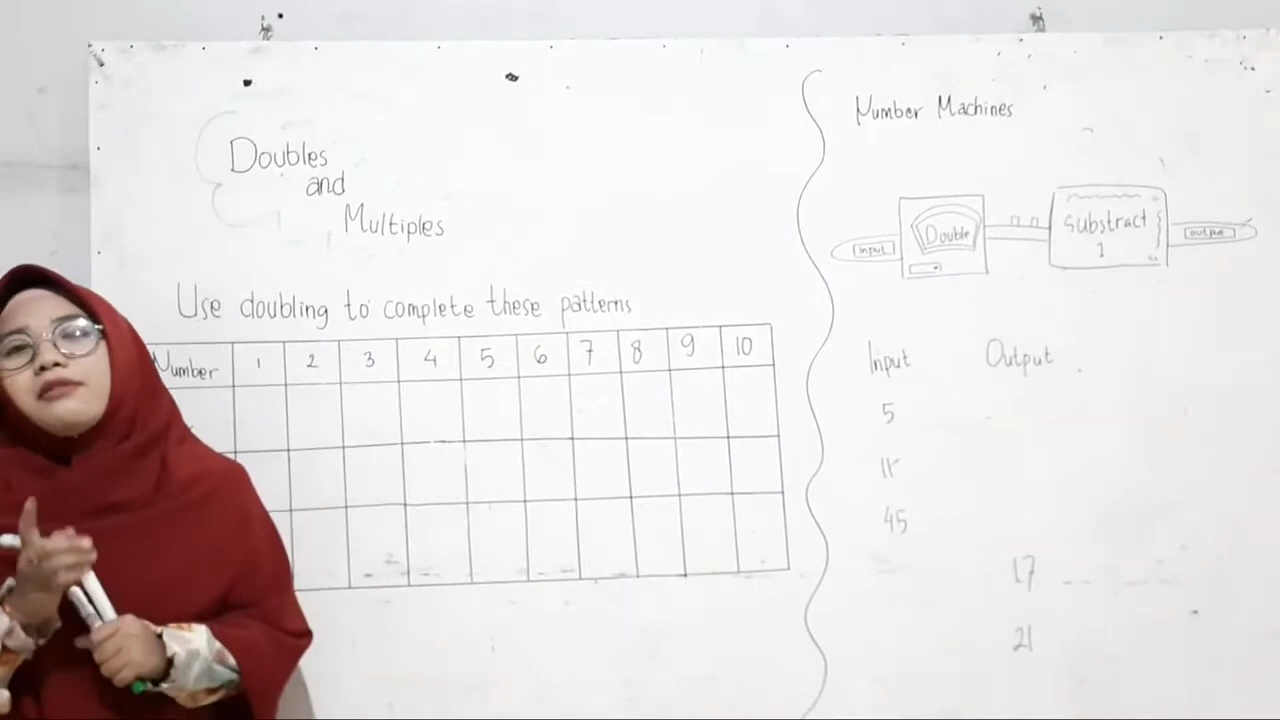 Doubles
and
Multiples
Use doubling to complete these patterns
Number 1 2 3 4 5 6 7 8 9 10
Number Machines
input Double Substract output
1
Input Output
5
45
17
21